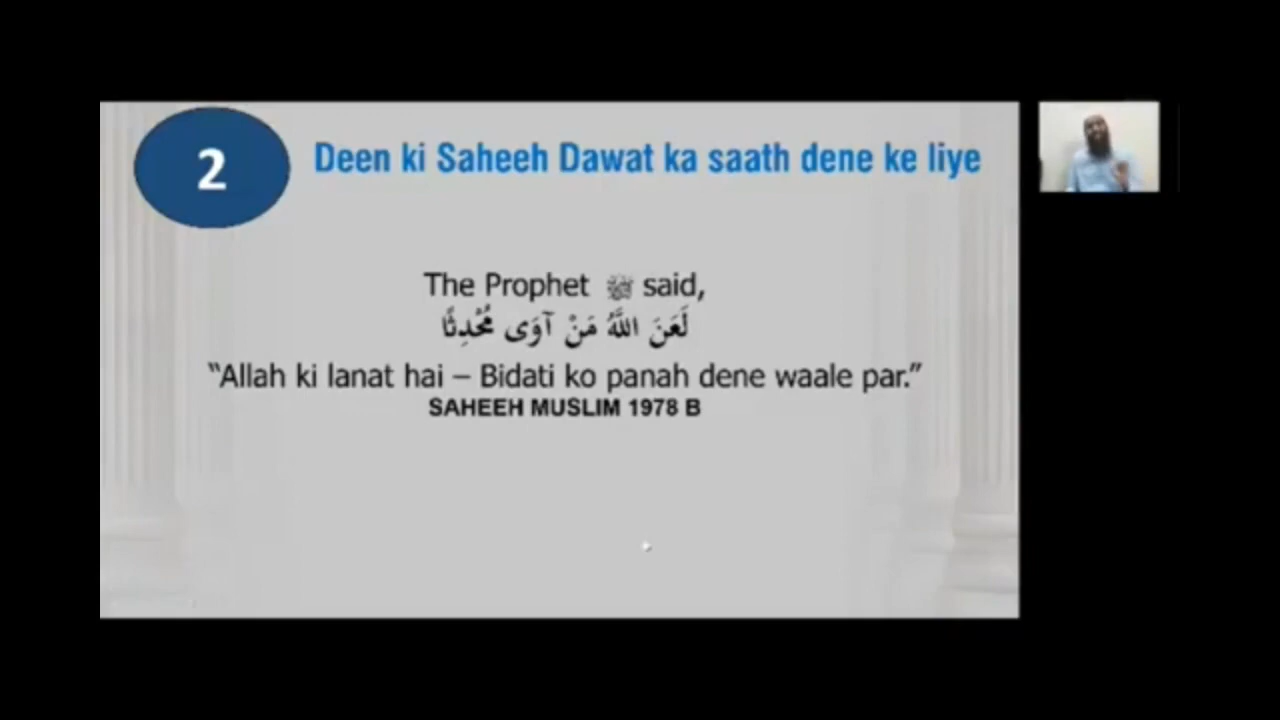 2
Deen ki Saheeh Dawat ka saath dene ke liye
The Prophet ﷺ said,
لَعَنَ اللَّهُ مَنْ آوَى مُحْدِثًا
“Allah ki lanat hai – Bidati ko panah dene waale par.”
SAHEEH MUSLIM 1978 B